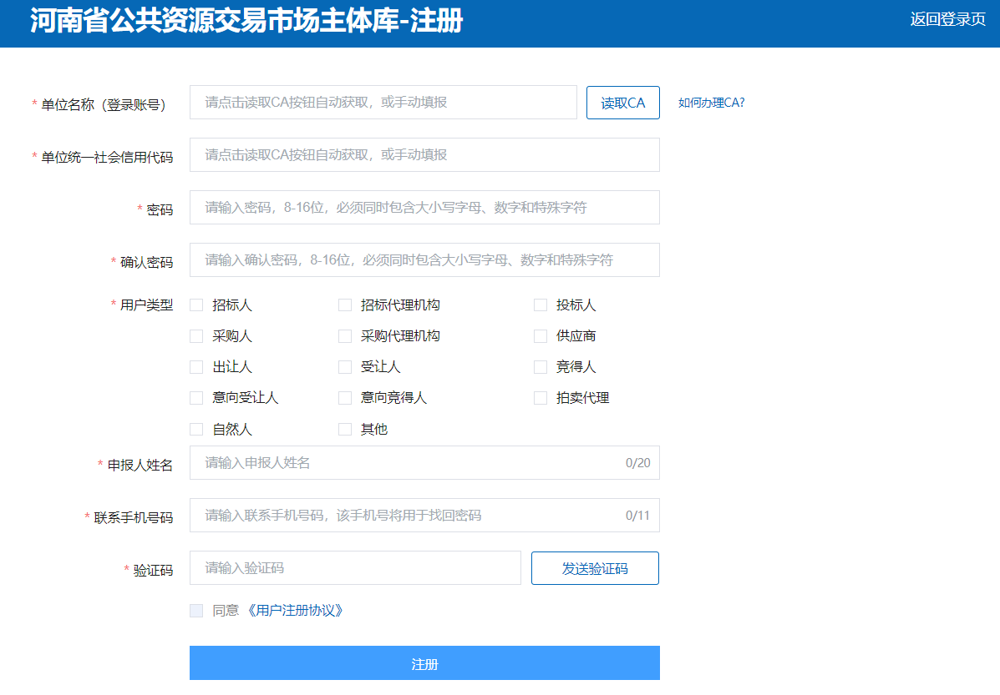 河南省公共资源交易市场主体库-注册 返回登录页
* 单位名称（登录账号） 请点击读取CA按钮自动获取，或手动填报 读取CA 如何办理CA?
* 单位统一社会信用代码 请点击读取CA按钮自动获取，或手动填报
* 密码 请输入密码，8-16位，必须同时包含大小写字母、数字和特殊字符
* 确认密码 请输入确认密码，8-16位，必须同时包含大小写字母、数字和特殊字符
* 用户类型 招标人 招标代理机构 投标人
采购人 采购代理机构 供应商
出让人 受让人 竞得人
意向受让人 意向竞得人 拍卖代理
自然人 其他
* 申报人姓名 请输入申报人姓名 0/20
* 联系手机号码 请输入联系手机号码，该手机号将用于找回密码 0/11
* 验证码 请输入验证码 发送验证码
同意 《用户注册协议》
注册